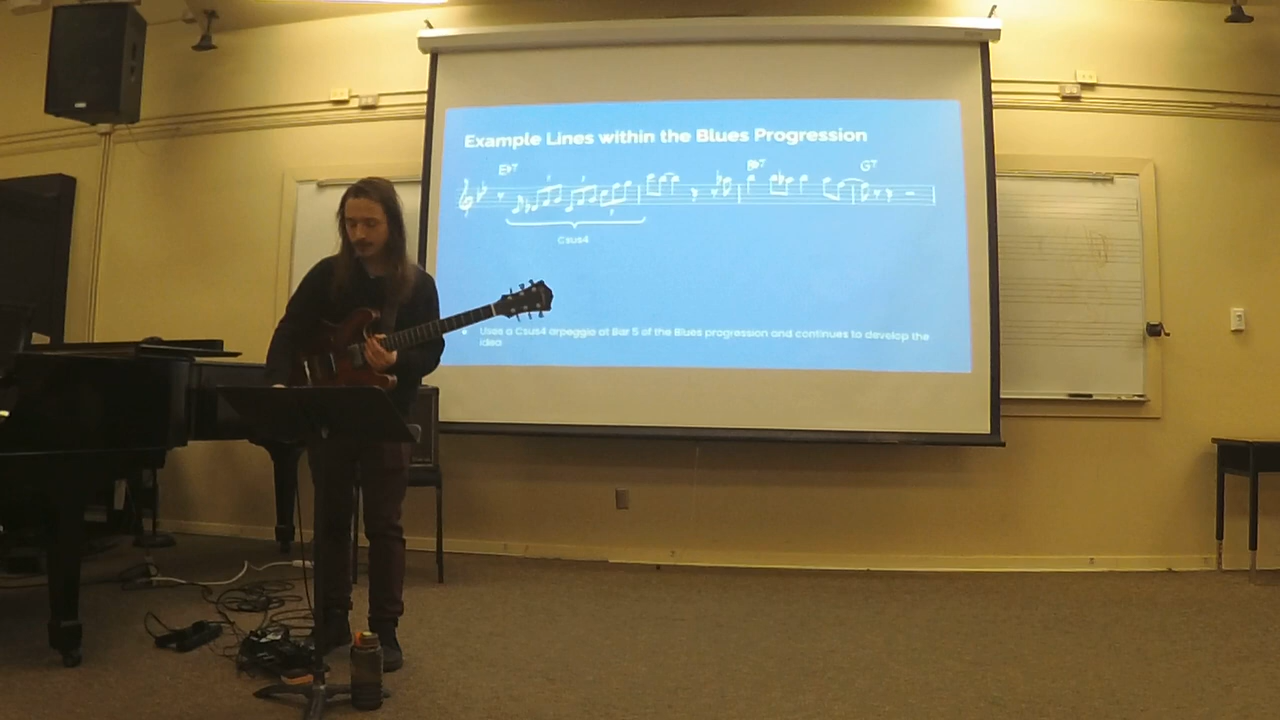 Example Lines within the Blues Progression
E♭7 B♭7 G7
Csus4
Uses a Csus4 arpeggio at Bar 5 of the Blues progression and continues to develop the
idea